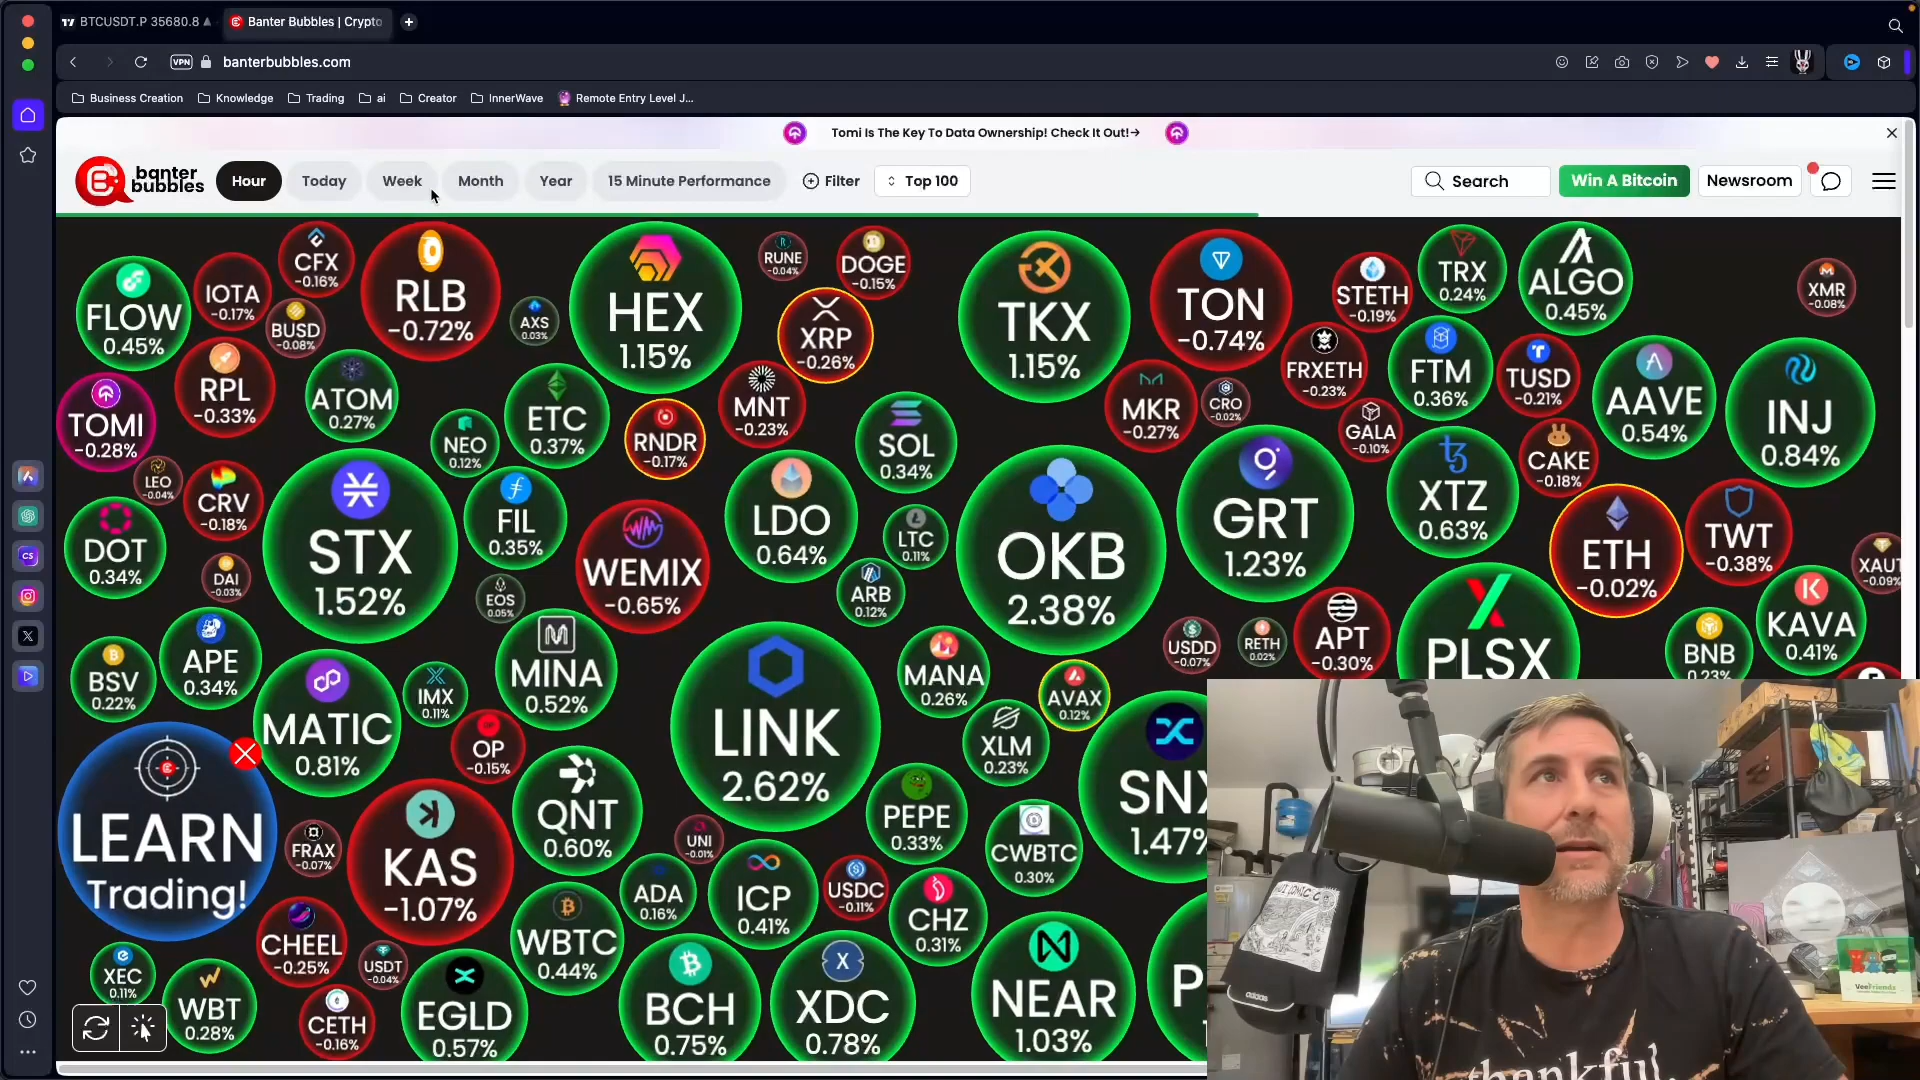 BTCUSDT.P 35680.8
Banter Bubbles | Crypto
VPN
banterbubbles.com
Business Creation
Knowledge
Trading
ai
Creator
InnerWave
Remote Entry Level J...
Tomi Is The Key To Data Ownership! Check It Out!→
banter
bubbles
Hour
Today
Week
Month
Year
15 Minute Performance
Filter
Top 100
Search
Win A Bitcoin
Newsroom
FLOW
0.45%
IOTA
-0.17%
CFX
-0.16%
BUSD
-0.08%
RLB
-0.72%
AXS
0.03%
HEX
1.15%
RUNE
-0.04%
DOGE
-0.15%
XRP
-0.26%
TKX
1.15%
TON
-0.74%
STETH
-0.19%
TRX
0.24%
ALGO
0.45%
XMR
-0.08%
TOMI
-0.28%
RPL
-0.33%
ATOM
0.27%
NEO
0.12%
ETC
0.37%
RNDR
-0.17%
MNT
-0.23%
SOL
0.34%
MKR
-0.27%
CRO
-0.02%
FRXETH
-0.23%
GALA
-0.10%
FTM
0.36%
TUSD
-0.21%
AAVE
0.54%
INJ
0.84%
LEO
-0.04%
CRV
-0.18%
DOT
0.34%
DAI
-0.03%
STX
1.52%
FIL
0.35%
EOS
0.05%
WEMIX
-0.65%
LDO
0.64%
LTC
0.11%
ARB
0.12%
OKB
2.38%
GRT
1.23%
XTZ
0.63%
CAKE
-0.18%
ETH
-0.02%
TWT
-0.38%
XAUT
-0.09%
BSV
0.22%
APE
0.34%
MATIC
0.81%
IMX
0.11%
MINA
0.52%
OP
-0.15%
LINK
2.62%
MANA
0.26%
AVAX
0.12%
XLM
0.23%
USDD
-0.07%
RETH
0.02%
APT
-0.30%
PLSX
BNB
0.23%
KAVA
0.41%
LEARN
Trading!
FRAX
-0.07%
KAS
-1.07%
QNT
0.60%
UNI
-0.01%
PEPE
0.33%
CWBTC
0.30%
SNX
1.47%
CHEEL
-0.25%
USDT
-0.04%
WBTC
0.44%
ADA
0.16%
ICP
0.41%
USDC
-0.11%
CHZ
0.31%
XEC
0.11%
WBT
0.28%
CETH
-0.16%
EGLD
0.57%
BCH
0.75%
XDC
0.78%
NEAR
1.03%
P
CS
adidas
VeeFriends
thankful.